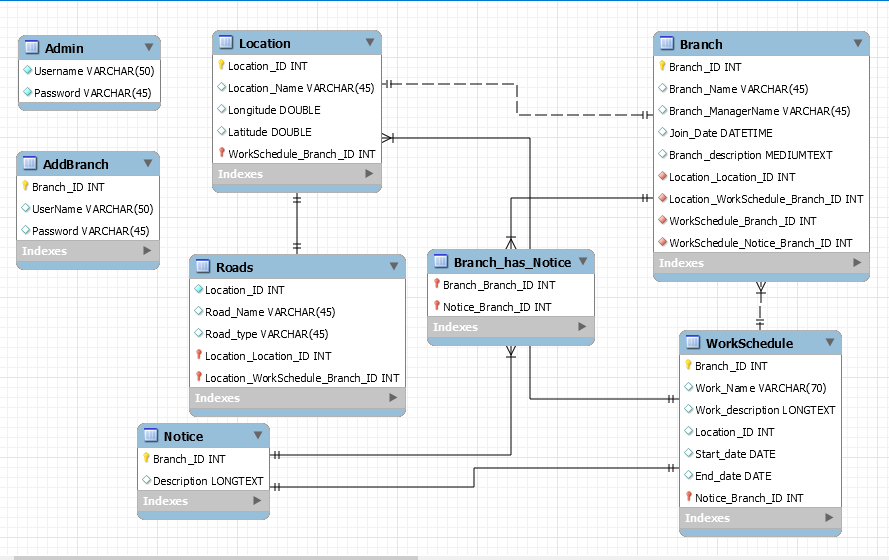 Admin
Username VARCHAR(50)
Password VARCHAR(45)
AddBranch
Branch_ID INT
UserName VARCHAR(50)
Password VARCHAR(45)
Indexes
Location
Location_ID INT
Location_Name VARCHAR(45)
Longitude DOUBLE
Latitude DOUBLE
WorkSchedule_Branch_ID INT
Indexes
Branch
Branch_ID INT
Branch_Name VARCHAR(45)
Branch_ManagerName VARCHAR(45)
Join_Date DATETIME
Branch_description MEDIUMTEXT
Location_Location_ID INT
Location_WorkSchedule_Branch_ID INT
WorkSchedule_Branch_ID INT
WorkSchedule_Notice_Branch_ID INT
Indexes
Roads
Location_ID INT
Road_Name VARCHAR(45)
Road_type VARCHAR(45)
Location_Location_ID INT
Location_WorkSchedule_Branch_ID INT
Indexes
Branch_has_Notice
Branch_Branch_ID INT
Notice_Branch_ID INT
Indexes
WorkSchedule
Branch_ID INT
Work_Name VARCHAR(70)
Work_description LONGTEXT
Location_ID INT
Start_date DATE
End_date DATE
Notice_Branch_ID INT
Indexes
Notice
Branch_ID INT
Description LONGTEXT
Indexes